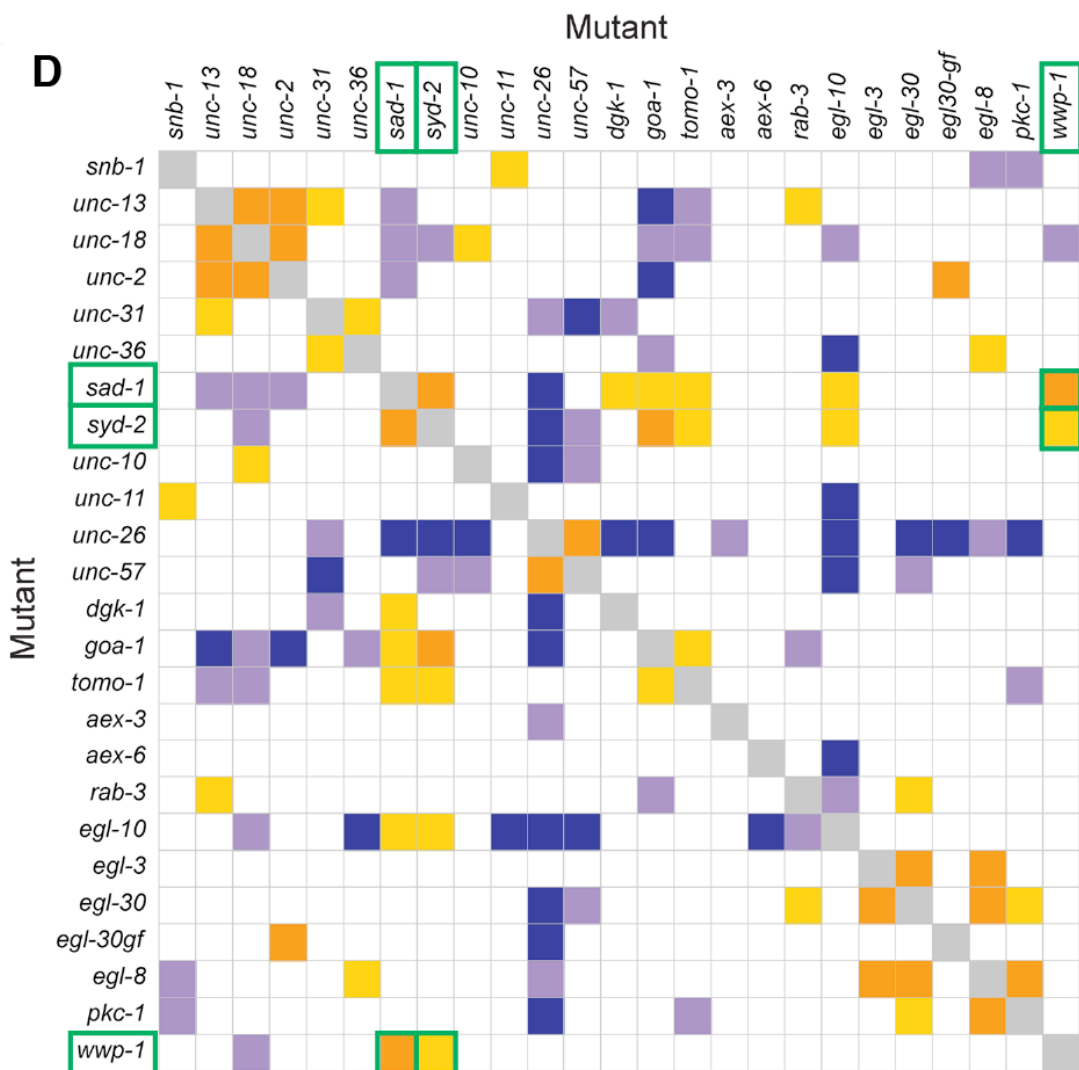 Mutant
D
snb-1
unc-13
unc-18
unc-2
unc-31
unc-36
sad-1
syd-2
unc-10
unc-11
unc-26
unc-57
dgk-1
goa-1
tomo-1
aex-3
aex-6
rab-3
egl-10
egl-3
egl-30
egl30-gf
egl-8
pkc-1
wwp-1
snb-1
unc-13
unc-18
unc-2
unc-31
unc-36
sad-1
syd-2
unc-10
unc-11
unc-26
unc-57
dgk-1
goa-1
tomo-1
aex-3
aex-6
rab-3
egl-10
egl-3
egl-30
egl-30gf
egl-8
pkc-1
wwp-1
Mutant